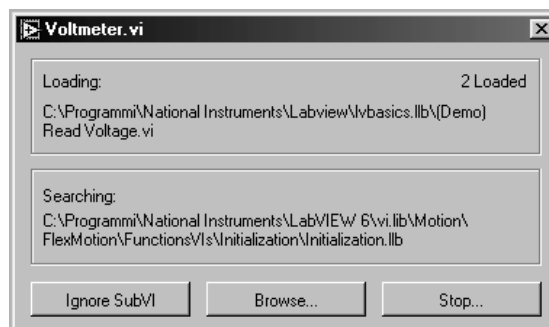 Voltmeter.vi
Loading: 2 Loaded
C:\Programmi\National Instruments\Labview\lvbasics.llb\(Demo)
Read Voltage.vi
Searching:
C:\Programmi\National Instruments\LabVIEW 6\vi.lib\Motion\
FlexMotion\FunctionsVIs\Initialization\Initialization.llb
Ignore SubVI Browse... Stop...